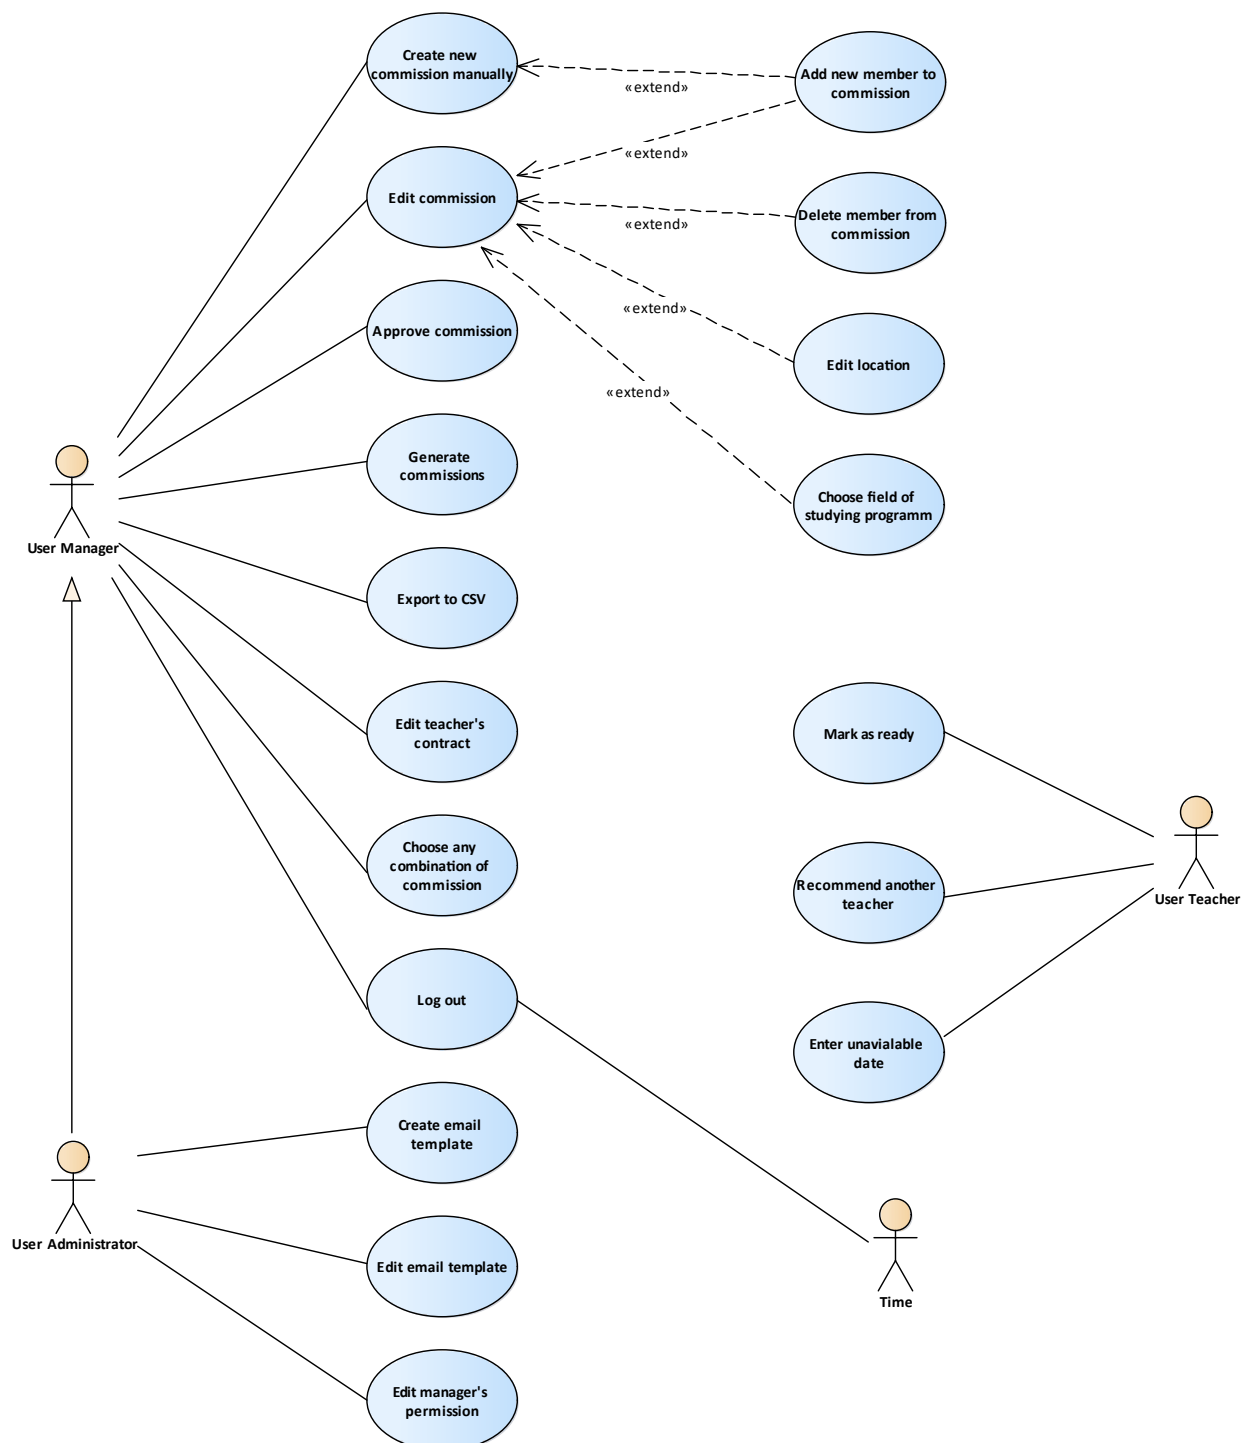 Create new
commission manually
Add new member to
commission
«extend»
«extend»
Edit commission
Delete member from
commission
«extend»
«extend»
Approve commission
Edit location
«extend»
Generate
commissions
Choose field of
studying programm
User Manager
Export to CSV
Edit teacher's
contract
Mark as ready
Choose any
combination of
commission
Recommend another
teacher
User Teacher
Log out
Enter unavialable
date
Create email
template
User Administrator
Edit email template
Time
Edit manager's
permission